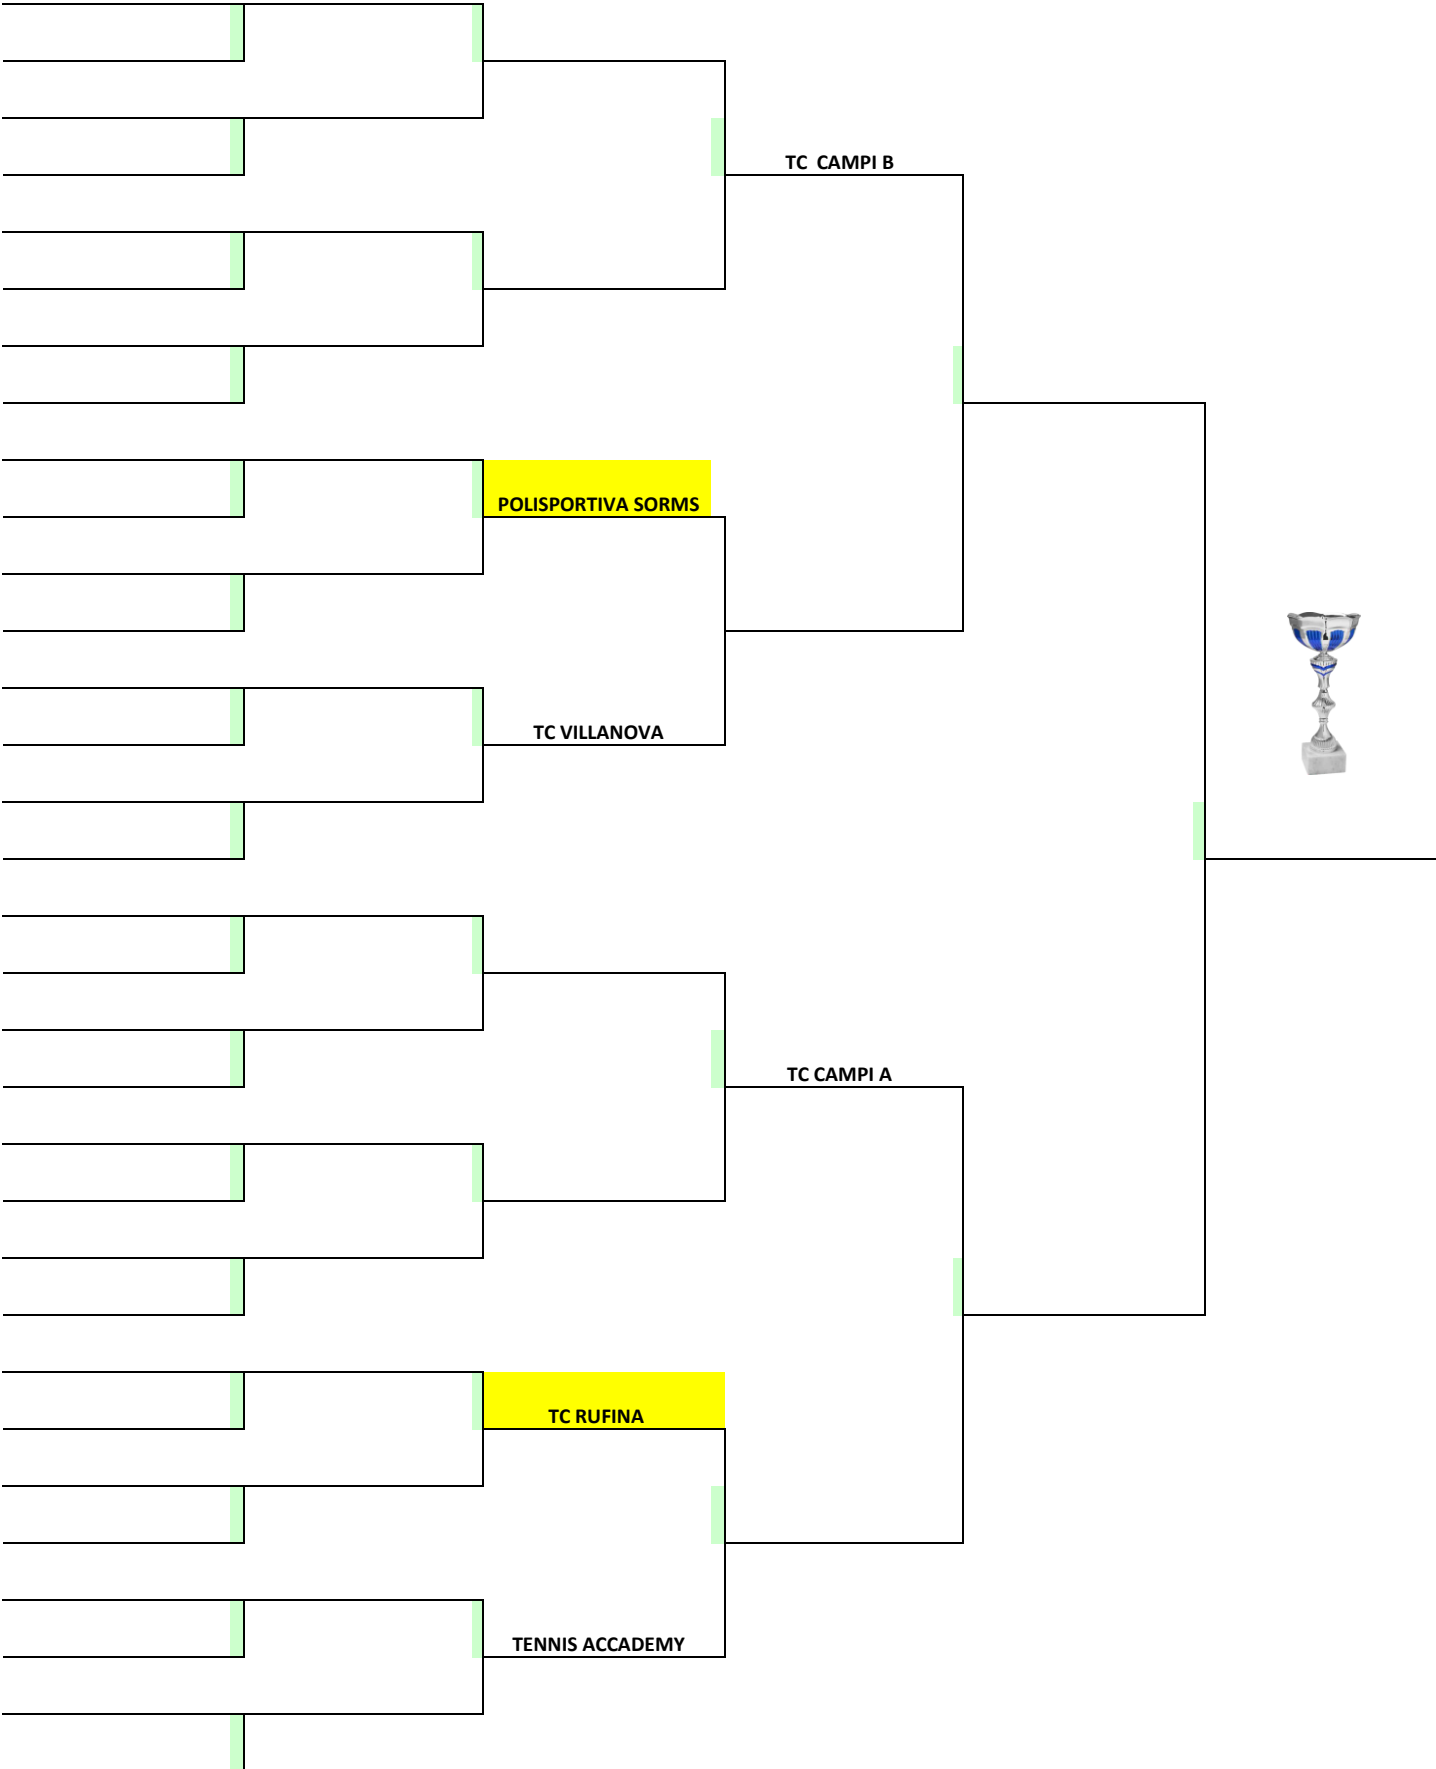 TC  CAMPI B
POLISPORTIVA SORMS
TC VILLANOVA
TC CAMPI A
TC RUFINA
TENNIS ACCADEMY